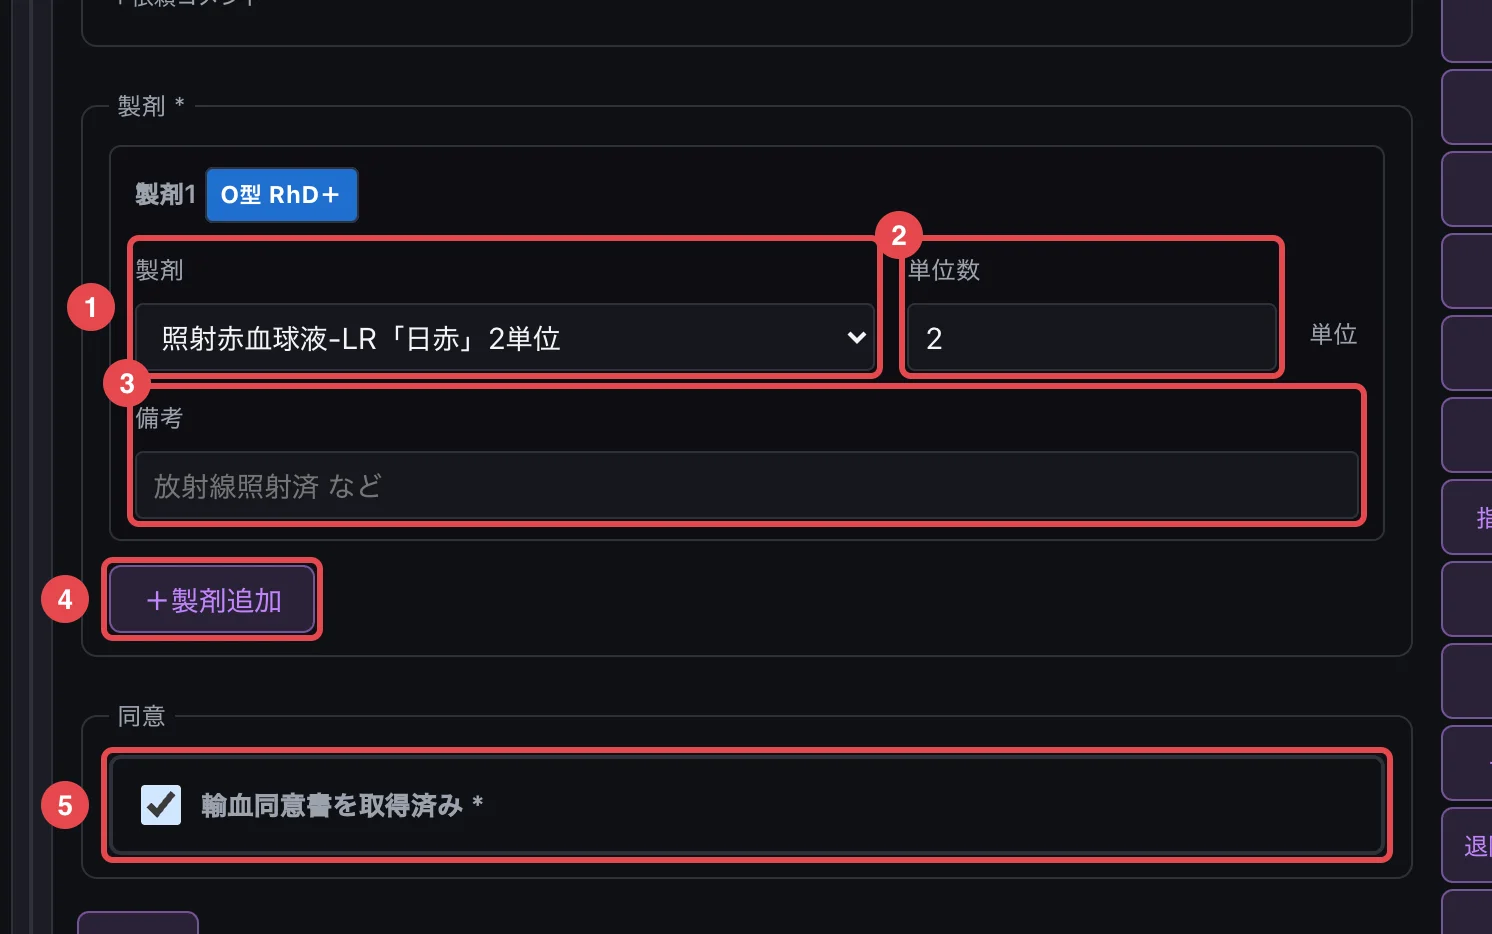 製剤 *
製剤1 O型 RhD＋
2
製剤 単位数
1
照射赤血球液-LR「日赤」2単位 2 単位
3
備考
放射線照射済 など
4 ＋製剤追加
指
同意
5 輸血同意書を取得済み *